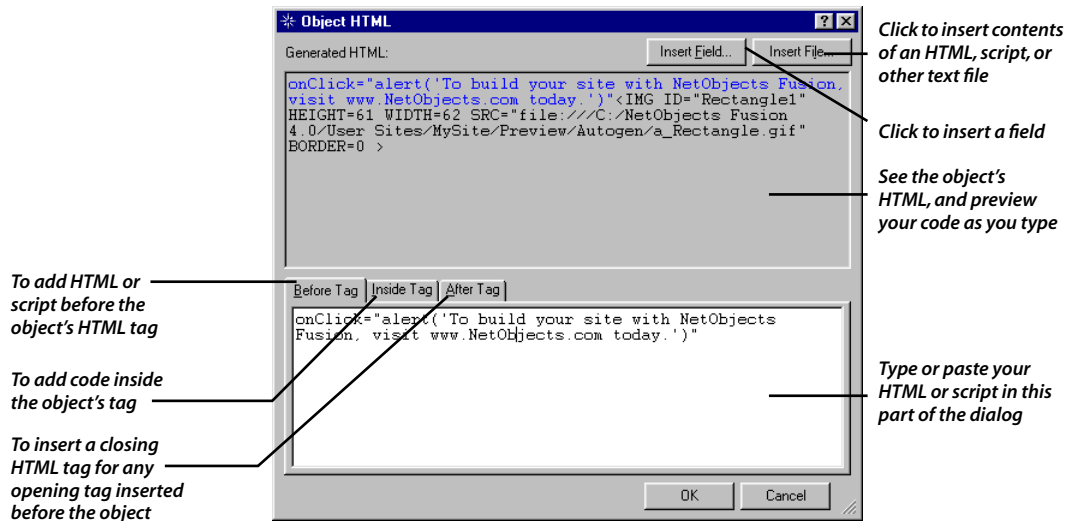 Object HTML
Generated HTML:
Insert Field...
Insert File...
onClick="alert('To build your site with NetObjects Fusion,
visit www.NetObjects.com today.')"<IMG ID="Rectangle1"
HEIGHT=61 WIDTH=62 SRC="file:///C:/NetObjects Fusion
4.0/User Sites/MySite/Preview/Autogen/a_Rectangle.gif"
BORDER=0 >
Click to insert contents
of an HTML, script, or
other text file
Click to insert a field
See the object's
HTML, and preview
your code as you type
To add HTML or
script before the
object's HTML tag
To add code inside
the object's tag
To insert a closing
HTML tag for any
opening tag inserted
before the object
Before Tag
Inside Tag
After Tag
onClick="alert('To build your site with NetObjects
Fusion, visit www.NetObjects.com today.')"
Type or paste your
HTML or script in this
part of the dialog
OK
Cancel